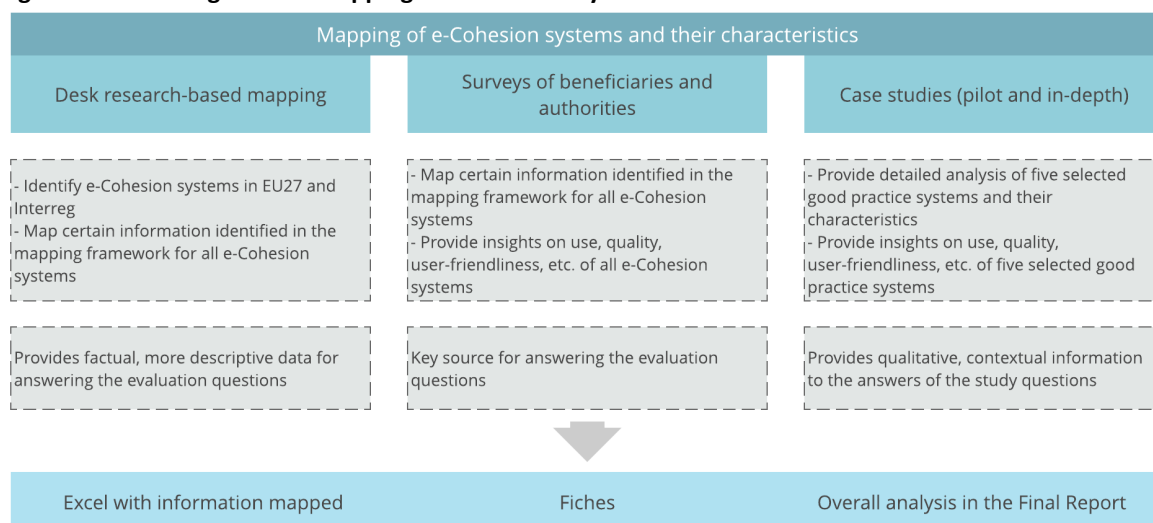 Mapping of e-Cohesion systems and their characteristics
Desk research-based mapping
Surveys of beneficiaries and
authorities
Case studies (pilot and in-depth)
- Identify e-Cohesion systems in EU27 and
Interreg
- Map certain information identified in the
mapping framework for all e-Cohesion
systems
- Map certain information identified in the
mapping framework for all e-Cohesion
systems
- Provide insights on use, quality,
user-friendliness, etc. of all e-Cohesion
systems
- Provide detailed analysis of five selected
good practice systems and their
characteristics
- Provide insights on use, quality,
user-friendliness, etc. of five selected good
practice systems
Provides factual, more descriptive data for
answering the evaluation questions
Key source for answering the evaluation
questions
Provides qualitative, contextual information
to the answers of the study questions
Excel with information mapped
Fiches
Overall analysis in the Final Report